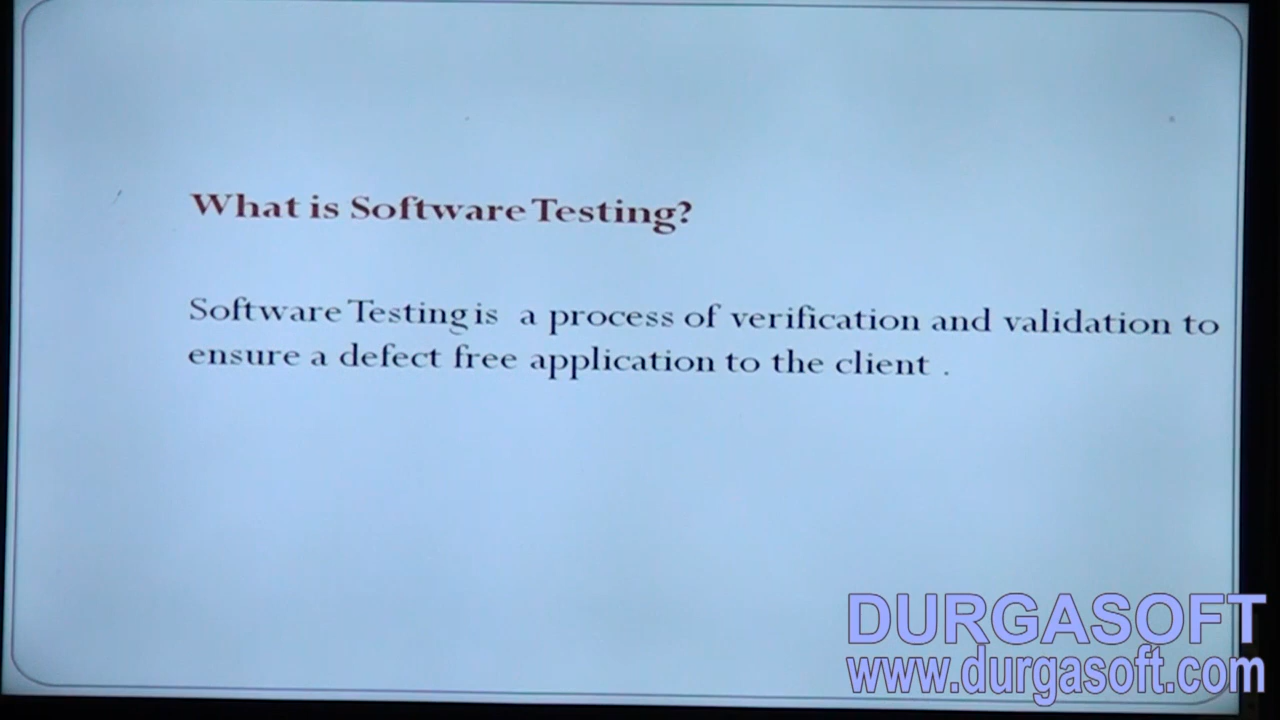 What is Software Testing?
Software Testing is a process of verification and validation to
ensure a defect free application to the client .
DURGASOFT
www.durgasoft.com